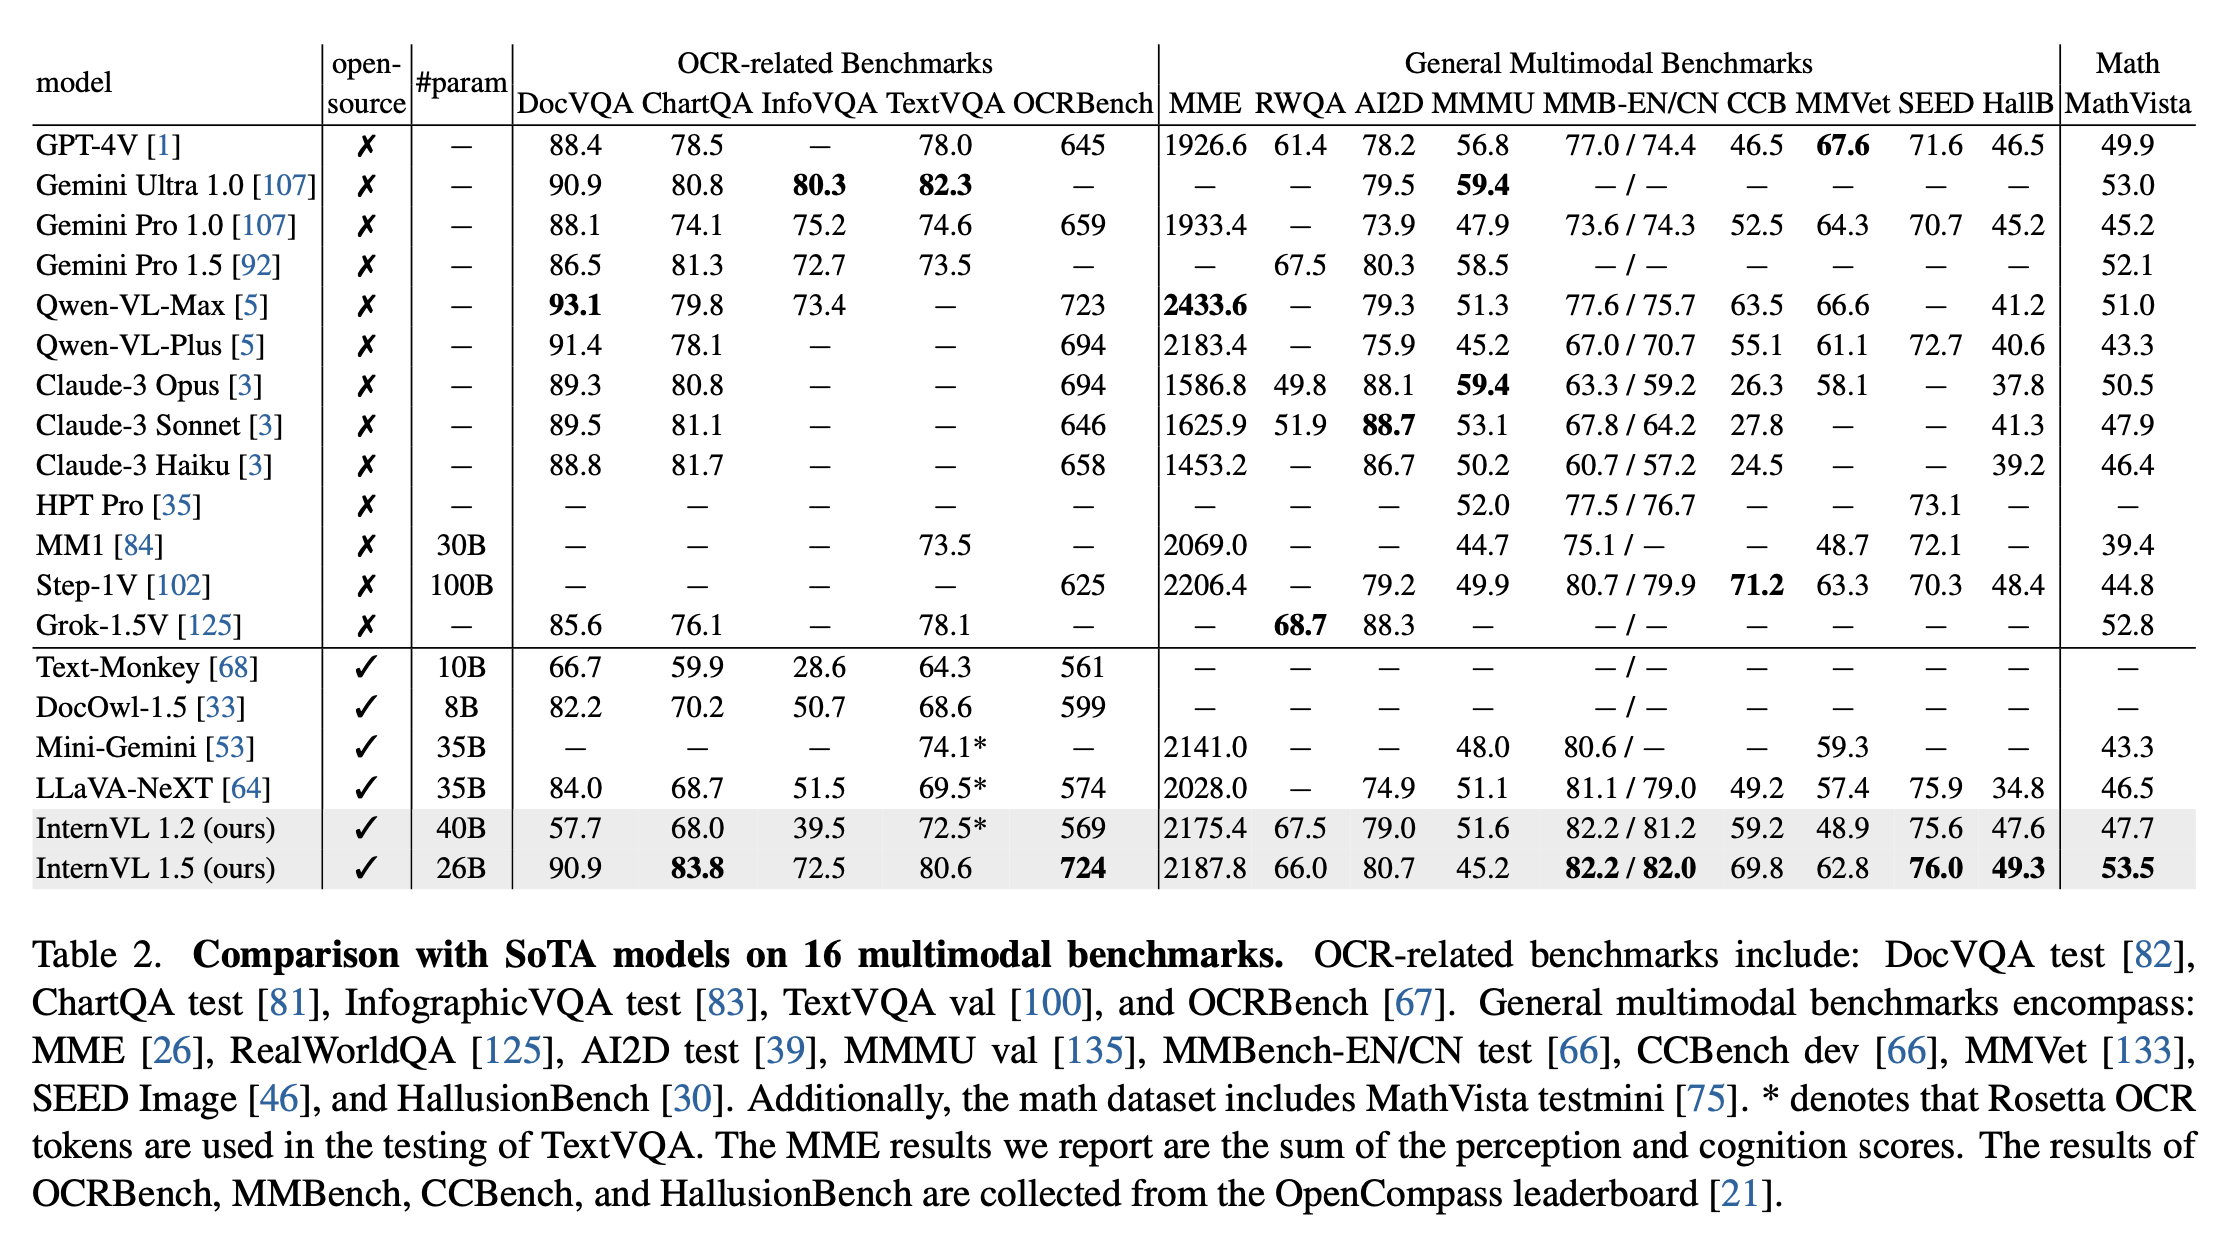 model open-source #param OCR-related Benchmarks General Multimodal Benchmarks Math
DocVQA ChartQA InfoVQA TextVQA OCRBench MME RWQA AI2D MMMU MMB-EN/CN CCB MMVet SEED HallB MathVista
GPT-4V [1] ✗ – 88.4 78.5 – 78.0 645 1926.6 61.4 78.2 56.8 77.0 / 74.4 46.5 67.6 71.6 46.5 49.9
Gemini Ultra 1.0 [107] ✗ – 90.9 80.8 80.3 82.3 – – – 79.5 59.4 – / – – – – – 53.0
Gemini Pro 1.0 [107] ✗ – 88.1 74.1 75.2 74.6 659 1933.4 – 73.9 47.9 73.6 / 74.3 52.5 64.3 70.7 45.2 45.2
Gemini Pro 1.5 [92] ✗ – 86.5 81.3 72.7 73.5 – – 67.5 80.3 58.5 – / – – – – – 52.1
Qwen-VL-Max [5] ✗ – 93.1 79.8 73.4 – 723 2433.6 – 79.3 51.3 77.6 / 75.7 63.5 66.6 – 41.2 51.0
Qwen-VL-Plus [5] ✗ – 91.4 78.1 – – 694 2183.4 – 75.9 45.2 67.0 / 70.7 55.1 61.1 72.7 40.6 43.3
Claude-3 Opus [3] ✗ – 89.3 80.8 – – 694 1586.8 49.8 88.1 59.4 63.3 / 59.2 26.3 58.1 – 37.8 50.5
Claude-3 Sonnet [3] ✗ – 89.5 81.1 – – 646 1625.9 51.9 88.7 53.1 67.8 / 64.2 27.8 – – 41.3 47.9
Claude-3 Haiku [3] ✗ – 88.8 81.7 – – 658 1453.2 – 86.7 50.2 60.7 / 57.2 24.5 – – 39.2 46.4
HPT Pro [35] ✗ – – – – – – – – – 52.0 77.5 / 76.7 – – 73.1 – –
MM1 [84] ✗ 30B – – – 73.5 – 2069.0 – – 44.7 75.1 / – – 48.7 72.1 – 39.4
Step-1V [102] ✗ 100B – – – – 625 2206.4 – 79.2 49.9 80.7 / 79.9 71.2 63.3 70.3 48.4 44.8
Grok-1.5V [125] ✗ – 85.6 76.1 – 78.1 – – 68.7 88.3 – – / – – – – – 52.8
Text-Monkey [68] ✓ 10B 66.7 59.9 28.6 64.3 561 – – – – – / – – – – – –
DocOwl-1.5 [33] ✓ 8B 82.2 70.2 50.7 68.6 599 – – – – – / – – – – – –
Mini-Gemini [53] ✓ 35B – – – 74.1* – 2141.0 – – 48.0 80.6 / – – 59.3 – – 43.3
LLaVA-NeXT [64] ✓ 35B 84.0 68.7 51.5 69.5* 574 2028.0 – 74.9 51.1 81.1 / 79.0 49.2 57.4 75.9 34.8 46.5
InternVL 1.2 (ours) ✓ 40B 57.7 68.0 39.5 72.5* 569 2175.4 67.5 79.0 51.6 82.2 / 81.2 59.2 48.9 75.6 47.6 47.7
InternVL 1.5 (ours) ✓ 26B 90.9 83.8 72.5 80.6 724 2187.8 66.0 80.7 45.2 82.2 / 82.0 69.8 62.8 76.0 49.3 53.5
Table 2. Comparison with SoTA models on 16 multimodal benchmarks. OCR-related benchmarks include: DocVQA test [82],
ChartQA test [81], InfographicVQA test [83], TextVQA val [100], and OCRBench [67]. General multimodal benchmarks encompass:
MME [26], RealWorldQA [125], AI2D test [39], MMMU val [135], MMBench-EN/CN test [66], CCBench dev [66], MMVet [133],
SEED Image [46], and HallusionBench [30]. Additionally, the math dataset includes MathVista testmini [75]. * denotes that Rosetta OCR
tokens are used in the testing of TextVQA. The MME results we report are the sum of the perception and cognition scores. The results of
OCRBench, MMBench, CCBench, and HallusionBench are collected from the OpenCompass leaderboard [21].